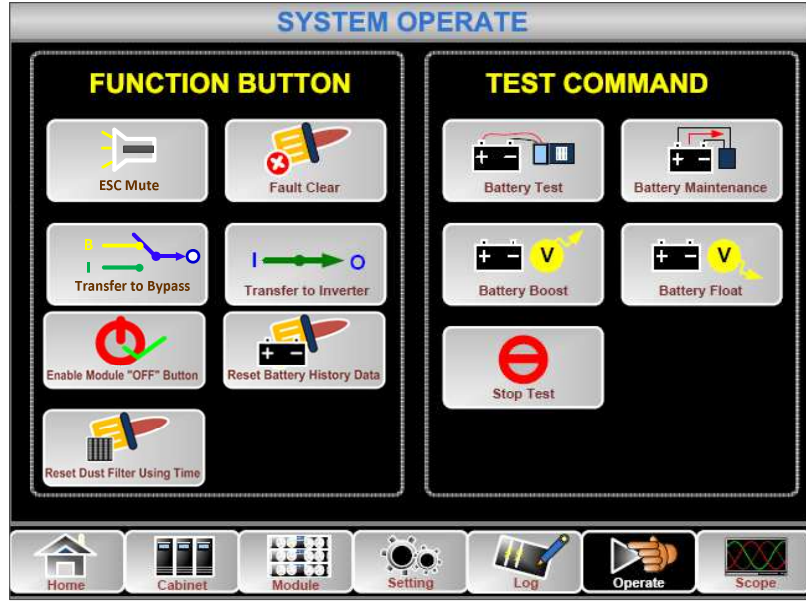 SYSTEM OPERATE
FUNCTION BUTTON
ESC Mute
Fault Clear
B
I
Transfer to Bypass
I
O
Transfer to Inverter
Enable Module "OFF" Button
Reset Battery History Data
Reset Dust Filter Using Time
TEST COMMAND
Battery Test
Battery Maintenance
V
Battery Boost
V
Battery Float
Stop Test
Home
Cabinet
Module
Setting
Log
Operate
Scope